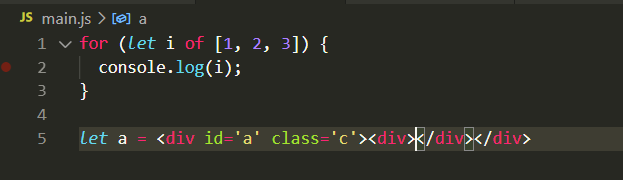 JS main.js > a
1 for (let i of [1, 2, 3]) {
2 console.log(i);
3 }
4
5 let a = <div id='a' class='c'><div></div></div>